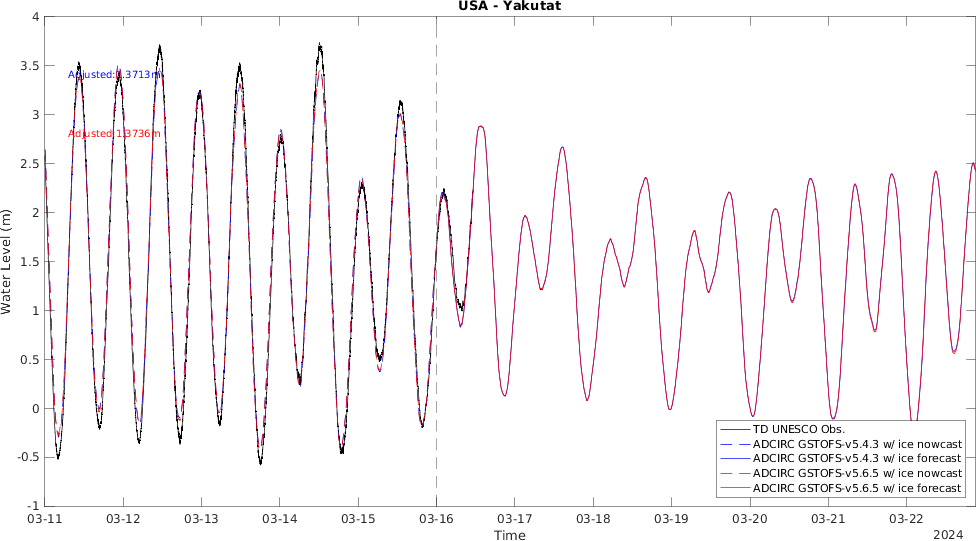 USA - Yakutat
4
3.5
3
2.5
2
1.5
1
0.5
0
-0.5
-1
Water Level (m)
Adjusted:1.3713m
Adjusted:1.3736m
TD UNESCO Obs.
ADCIRC GSTOFS-v5.4.3 w/ ice nowcast
ADCIRC GSTOFS-v5.4.3 w/ ice forecast
ADCIRC GSTOFS-v5.6.5 w/ ice nowcast
ADCIRC GSTOFS-v5.6.5 w/ ice forecast
03-11 03-12 03-13 03-14 03-15 03-16 03-17 03-18 03-19 03-20 03-21 03-22
Time
2024